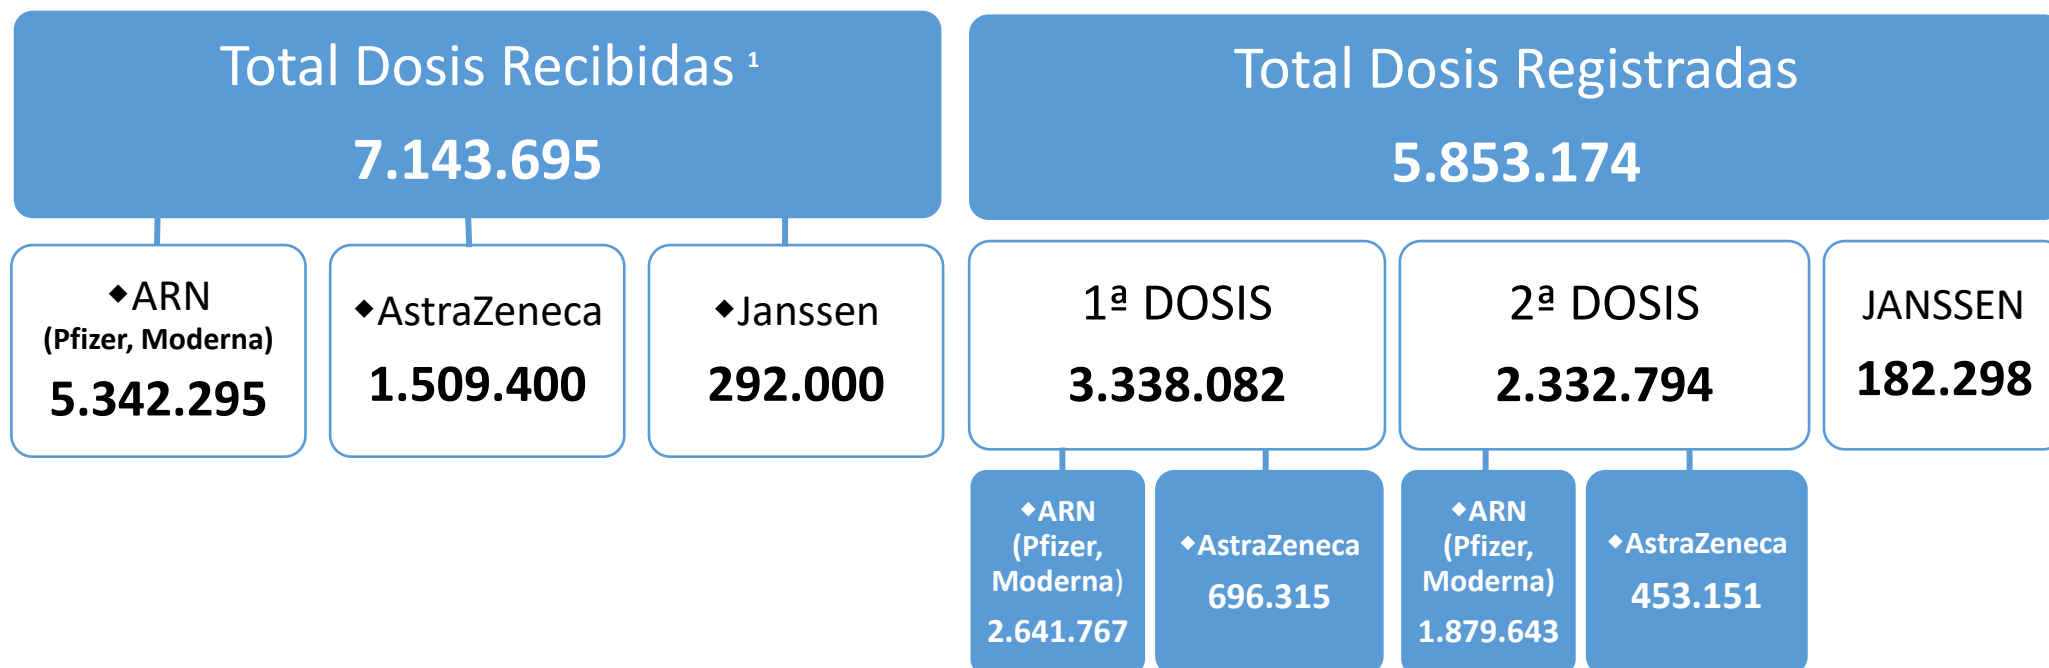 Total Dosis Recibidas ¹
7.143.695
◆ARN
(Pfizer, Moderna)
5.342.295
◆AstraZeneca
1.509.400
◆Janssen
292.000
Total Dosis Registradas
5.853.174
1ª DOSIS
3.338.082
◆ARN
(Pfizer,
Moderna)
2.641.767
◆AstraZeneca
696.315
2ª DOSIS
2.332.794
◆ARN
(Pfizer,
Moderna)
1.879.643
◆AstraZeneca
453.151
JANSSEN
182.298